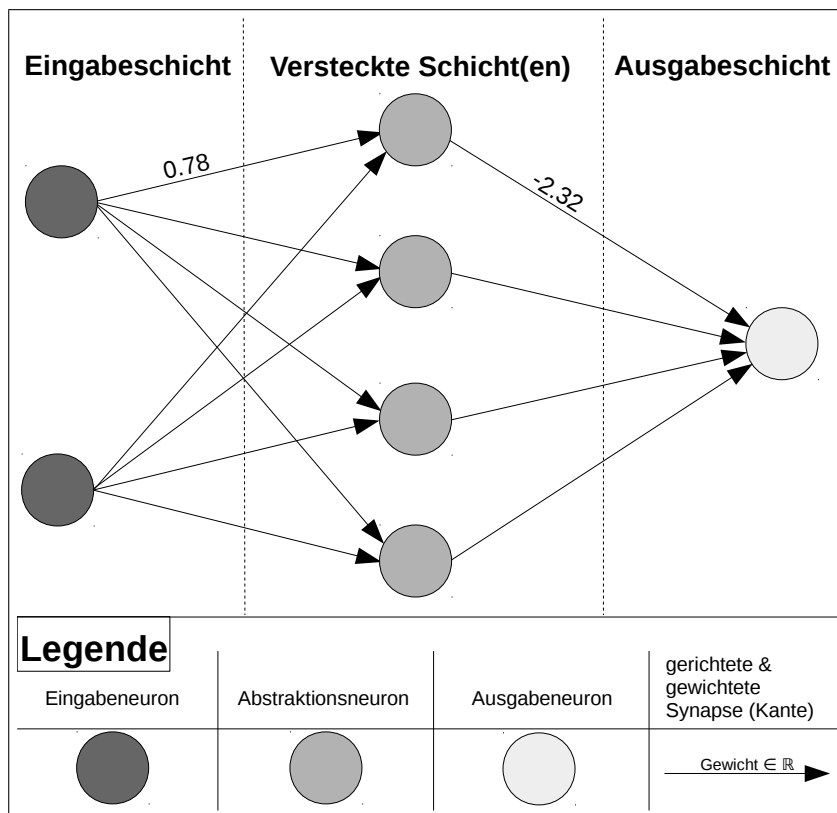 Eingabeschicht
Versteckte Schicht(en)
Ausgabeschicht
0.78
-2.32
Legende
Eingabeneuron
Abstraktionsneuron
Ausgabeneuron
gerichtete &
gewichtete
Synapse (Kante)
Gewicht ∈ ℝ